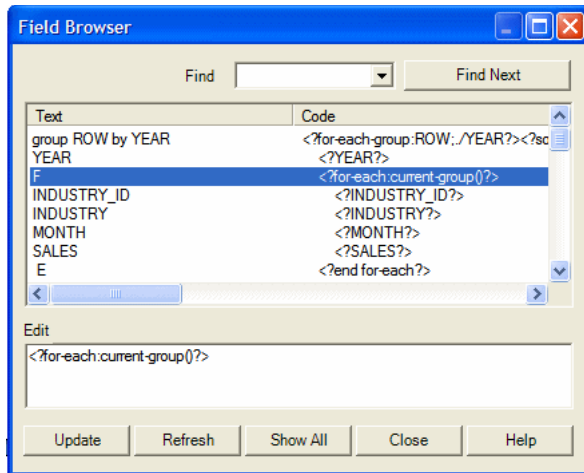 Field Browser
Find Find Next
Text Code
group ROW by YEAR <?for-each-group:ROW;./YEAR?><?so
YEAR <?YEAR?>
F <?for-each:current-group()?>
INDUSTRY_ID <?INDUSTRY_ID?>
INDUSTRY <?INDUSTRY?>
MONTH <?MONTH?>
SALES <?SALES?>
E <?end for-each?>
Edit
<?for-each:current-group()?>
Update Refresh Show All Close Help